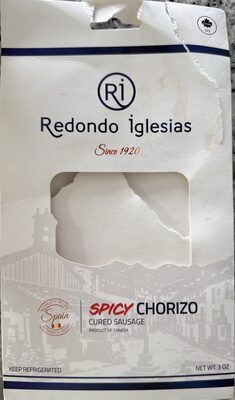 Ri
Redondo iglesias
Since 1920
Spain
SPICY CHORIZO
CURED SAUSAGE
PRODUCT OF CANADA
KEEP REFRIGERATED
NET WT. 3 OZ